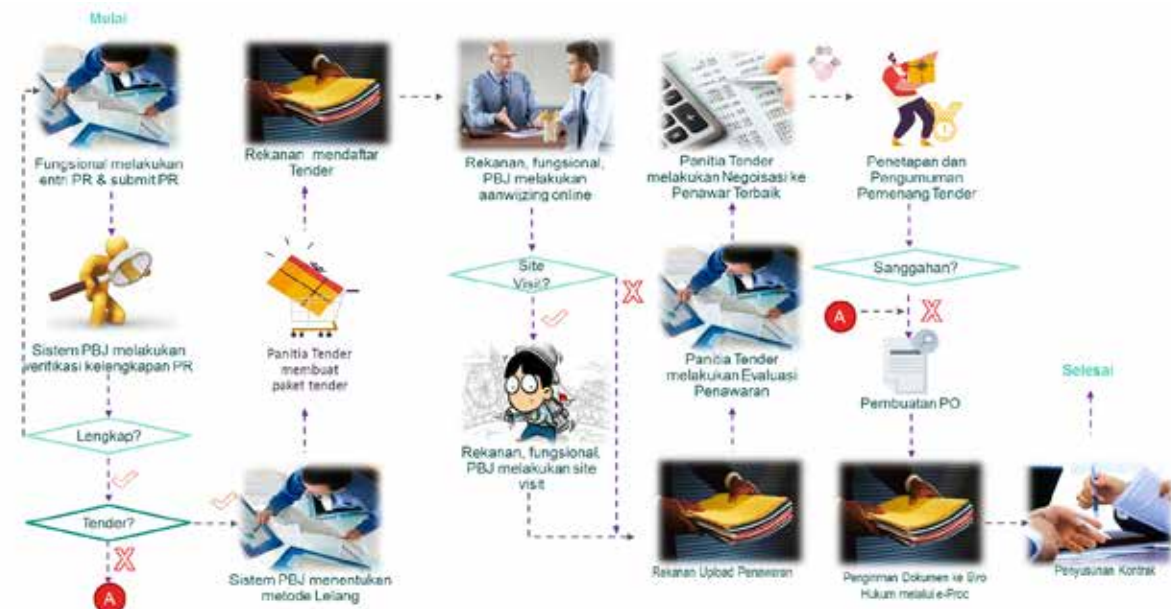 Mulai
Fungsional melakukan
entri PR & submit PR
Sistem PBJ melakukan
verifikasi kelengkapan PR
Lengkap?
Tender?
A
Sistem PBJ menentukan
metode Lelang
Panitia Tender
membuat
paket tender
Rekanan mendaftar
Tender
Rekanan, fungsional,
PBJ melakukan
aanwijzing online
Site
Visit?
Rekanan, fungsional,
PBJ melakukan site
visit
Rekanan Upload Penawaran
Panitia Tender
melakukan Evaluasi
Penawaran
Panitia Tender
melakukan Negoisasi ke
Penawar Terbaik
Penetapan dan
Pengumuman
Pemenang Tender
Sanggahan?
A
Pembuatan PO
Pengiriman Dokumen ke Biro
Hukum melalui e-Proc
Penyusunan Kontrak
Selesai